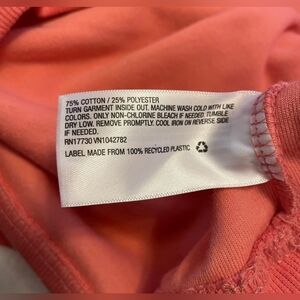 75% COTTON / 25% POLYESTER
TURN GARMENT INSIDE OUT. MACHINE WASH COLD WITH LIKE
COLORS. ONLY NON-CHLORINE BLEACH IF NEEDED. TUMBLE
DRY LOW. REMOVE PROMPTLY. COOL IRON ON REVERSE SIDE
IF NEEDED.
RN17730 VN1042782
LABEL MADE FROM 100% RECYCLED PLASTIC